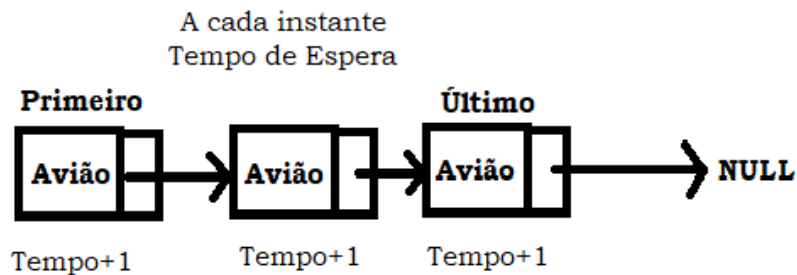 A cada instante
Tempo de Espera
Primeiro
Último
Avião
Avião
Avião
NULL
Tempo+1
Tempo+1
Tempo+1